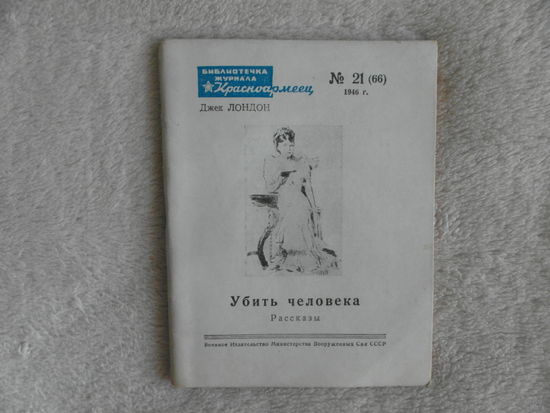 БИБЛИОТЕЧКА
ЖУРНАЛА
Красноармеец
№ 21 (66)
1946 г.
Джек ЛОНДОН
Убить человека
Рассказы
Военное Издательство Министерства Вооруженных Сил СССР